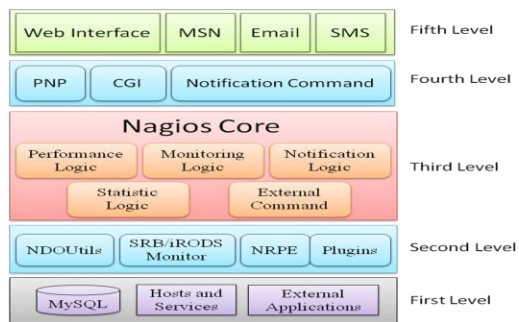 Web Interface MSN Email SMS Fifth Level
PNP CGI Notification Command Fourth Level
Nagios Core
Performance Logic Monitoring Logic Notification Logic
Statistic Logic External Command
Third Level
NDOUtils SRB/iRODS Monitor NRPE Plugins Second Level
MySQL Hosts and Services External Applications First Level